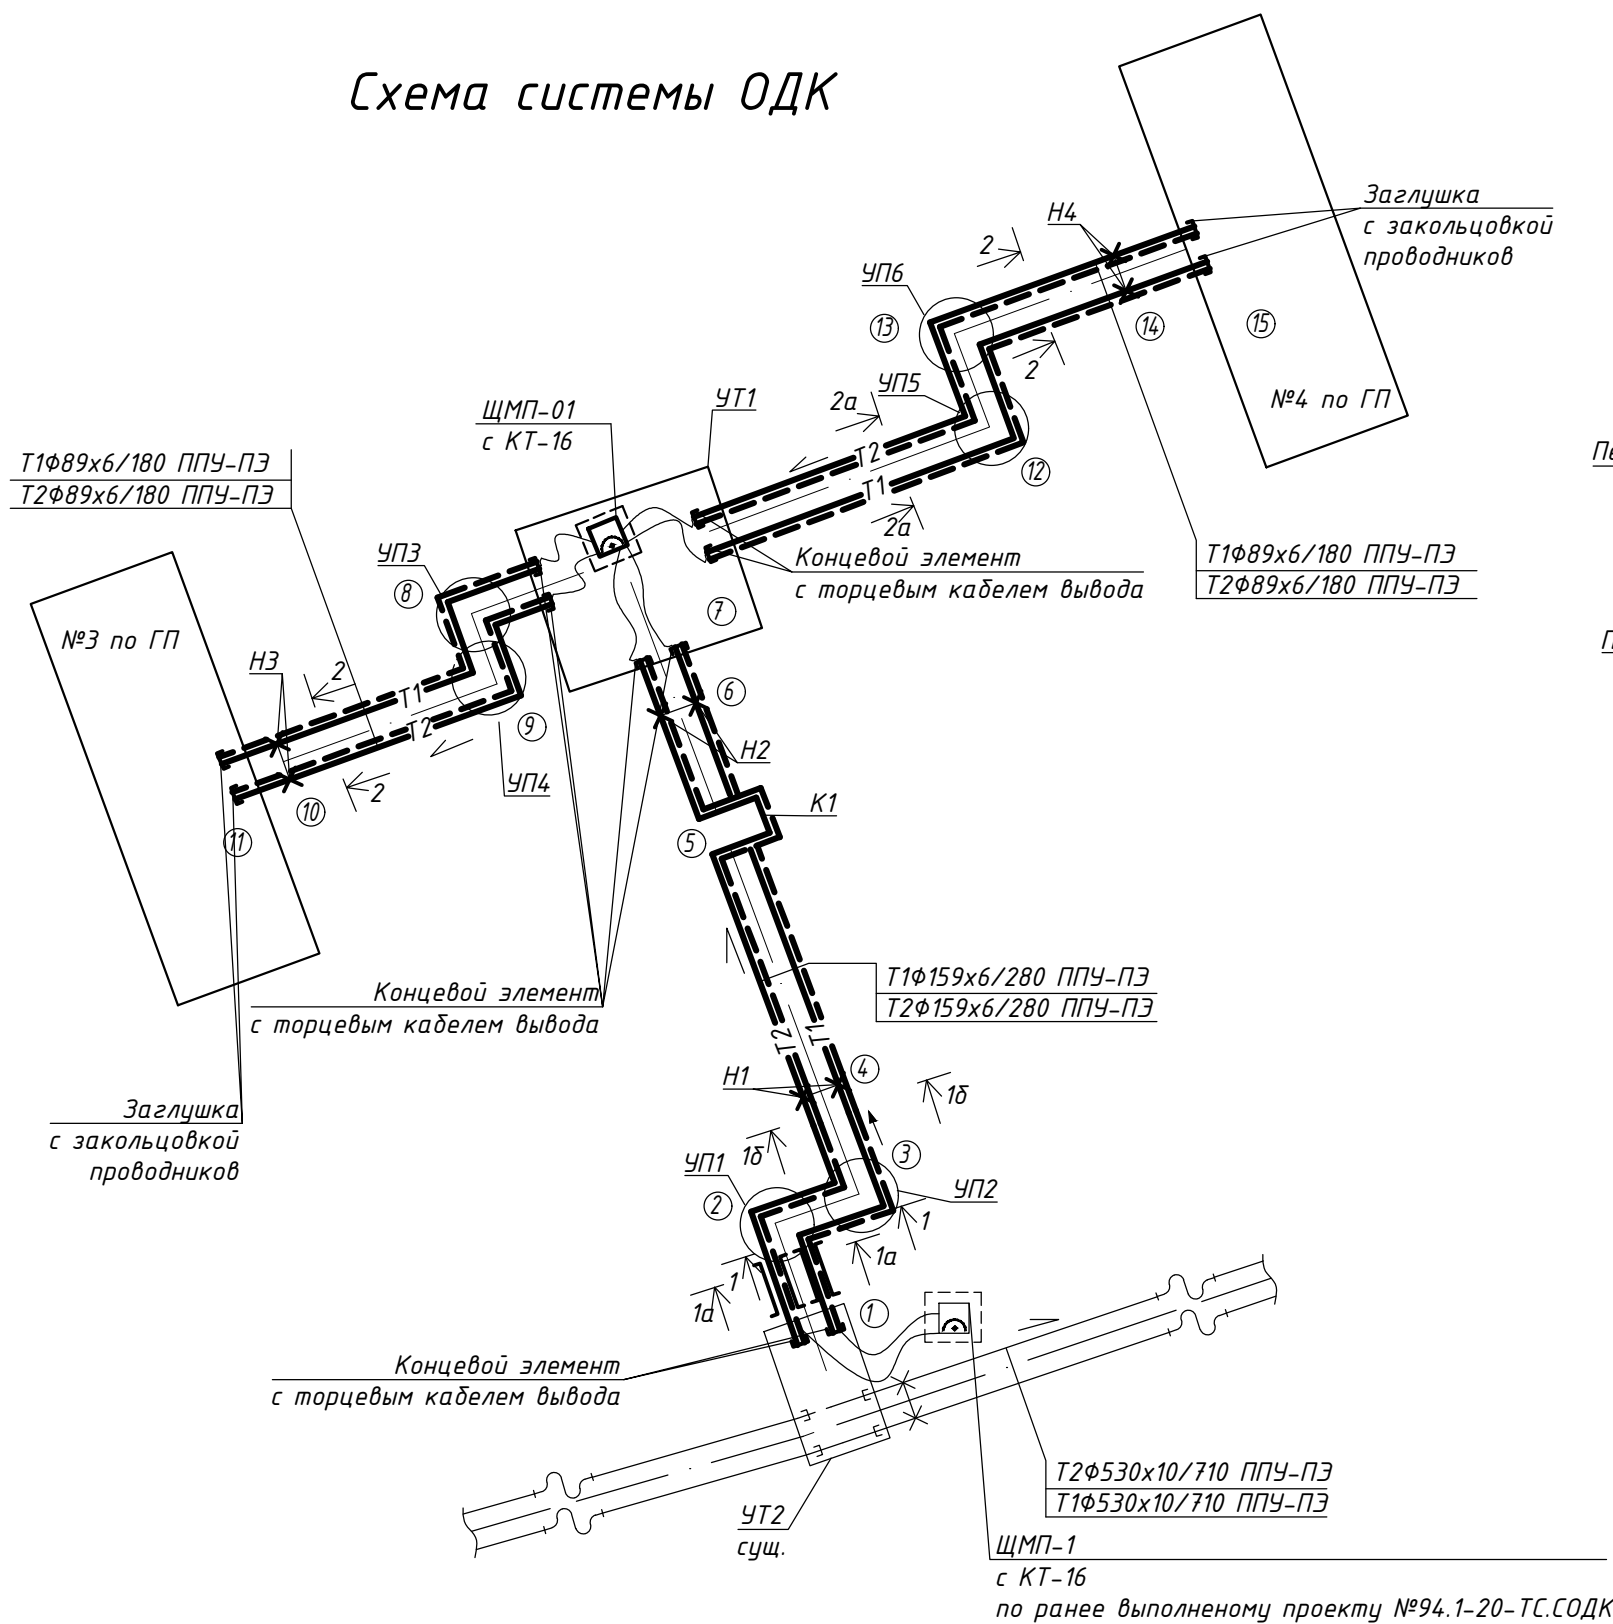 Схема системы ОДК
Заглушка
с закольцовкой
проводников
Н4
2
УП6
13
14
15
2
№4 по ГП
УП5
2а
УТ1
ЩМП-01
с КТ-16
Т2
Т1
12
2а
Т1Ф89х6/180 ППУ-ПЭ
Т2Ф89х6/180 ППУ-ПЭ
УП3
8
Концевой элемент
с торцевым кабелем вывода
Т1Ф89х6/180 ППУ-ПЭ
Т2Ф89х6/180 ППУ-ПЭ
7
№3 по ГП
Н3
2
Т1
Т2
9
6
Н2
УП4
2
10
11
К1
5
Концевой элемент
с торцевым кабелем вывода
Т1Ф159х6/280 ППУ-ПЭ
Т2Ф159х6/280 ППУ-ПЭ
Т2
Т1
Н1
4
1б
Заглушка
с закольцовкой
проводников
1б
3
УП1
2
УП2
1
1а
1
1а
1
Концевой элемент
с торцевым кабелем вывода
Т2Ф530х10/710 ППУ-ПЭ
Т1Ф530х10/710 ППУ-ПЭ
УТ2
сущ.
ЩМП-1
с КТ-16
по ранее выполненому проекту №94.1-20-ТС.СОДК